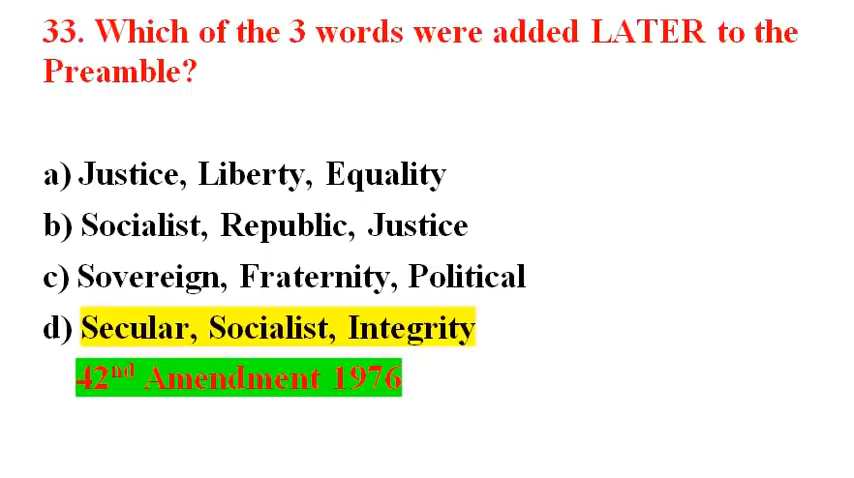 33. Which of the 3 words were added LATER to the
Preamble?
a) Justice, Liberty, Equality
b) Socialist, Republic, Justice
c) Sovereign, Fraternity, Political
d) Secular, Socialist, Integrity
42nd Amendment 1976